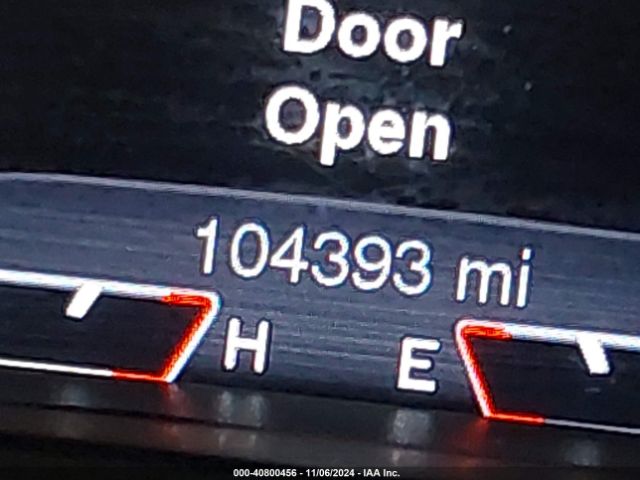 Door
Open
104393 mi
H E
000-40800456 - 11/06/2024 - IAA Inc.